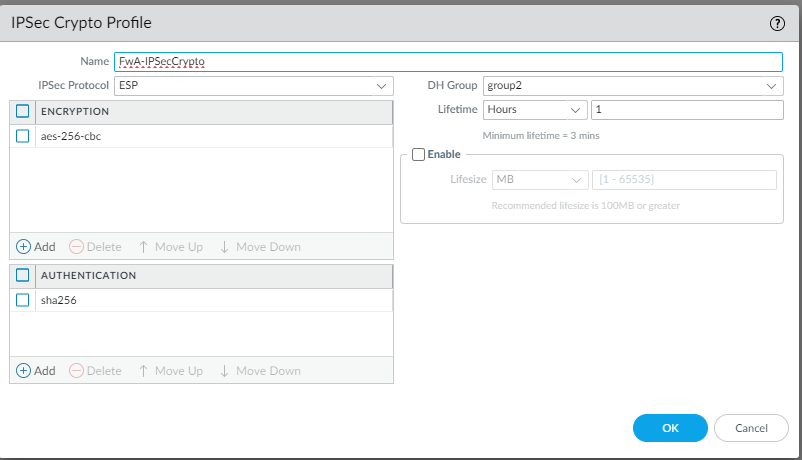 IPSec Crypto Profile
Name FwA-IPSecCrypto
IPSec Protocol ESP
DH Group group2
ENCRYPTION
Lifetime Hours 1
aes-256-cbc
Minimum lifetime = 3 mins
Enable
Lifesize MB [1 - 65535]
Recommended lifesize is 100MB or greater
Add Delete Move Up Move Down
AUTHENTICATION
sha256
Add Delete Move Up Move Down
OK Cancel